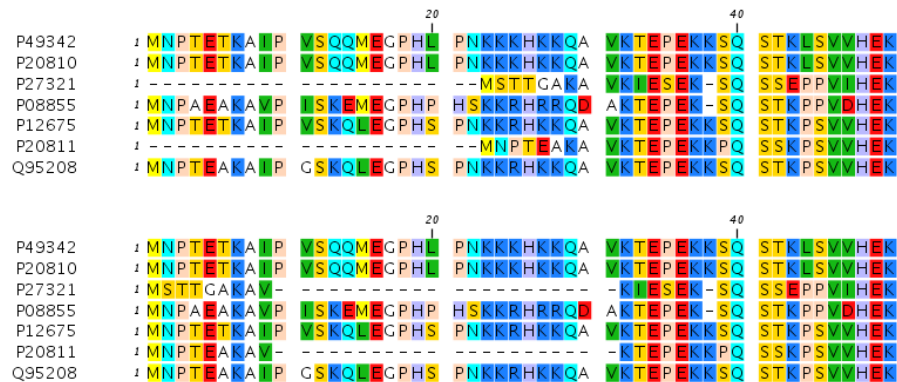 20 40
P49342 1 MNPTETKAIP VSQQMEGPHL PNKKKHKKQA VKTEPEKKSQ STKLSVVHEK
P20810 1 MNPTETKAIP VSQQMEGPHL PNKKKHKKQA VKTEPEKKSQ STKLSVVHEK
P27321 1 ---------- ---------- --MSTTGAKA VKIESEK-SQ SSEPPVIHEK
P08855 1 MNPAEAKAVP ISKEMEGPHP HSKKRHRRQD AKTEPEK-SQ STKPPVDHEK
P12675 1 MNPTETKAIP VSKQLEGPHS PNKKRHKKQA VKTEPEKKSQ STKPSVVHEK
P20811 1 ---------- ---------- --MNPTEAKA VKTEPEKKPQ SSKPSVVHEK
Q95208 1 MNPTEAKAIP GSKQLEGPHS PNKKRHKKQA VKTEPEKKSQ STKPSVVHEK
20 40
P49342 1 MNPTETKAIP VSQQMEGPHL PNKKKHKKQA VKTEPEKKSQ STKLSVVHEK
P20810 1 MNPTETKAIP VSQQMEGPHL PNKKKHKKQA VKTEPEKKSQ STKLSVVHEK
P27321 1 MSTTGAKAV- ---------- ---------- -KIESEK-SQ SSEPPVIHEK
P08855 1 MNPAEAKAVP ISKEMEGPHP HSKKRHRRQD AKTEPEK-SQ STKPPVDHEK
P12675 1 MNPTETKAIP VSKQLEGPHS PNKKRHKKQA VKTEPEKKSQ STKPSVVHEK
P20811 1 MNPTEAKAV- ---------- ---------- -KTEPEKKPQ SSKPSVVHEK
Q95208 1 MNPTEAKAIP GSKQLEGPHS PNKKRHKKQA VKTEPEKKSQ STKPSVVHEK